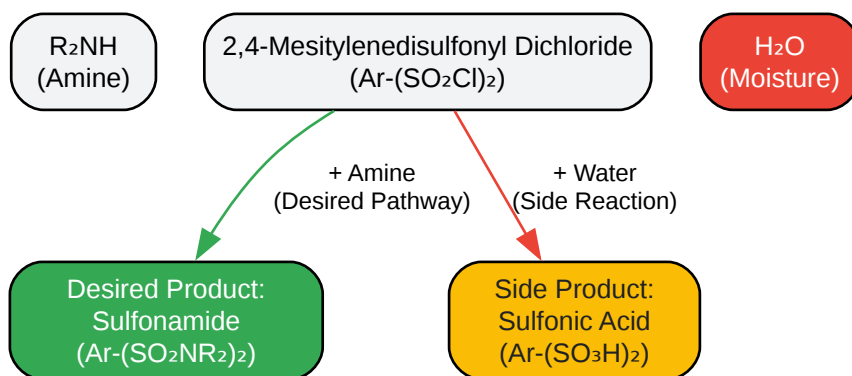 R₂NH
(Amine)
2,4-Mesitylenedisulfonyl Dichloride
(Ar-(SO₂Cl)₂)
H₂O
(Moisture)
+ Amine
(Desired Pathway)
+ Water
(Side Reaction)
Desired Product:
Sulfonamide
(Ar-(SO₂NR₂)₂)
Side Product:
Sulfonic Acid
(Ar-(SO₃H)₂)